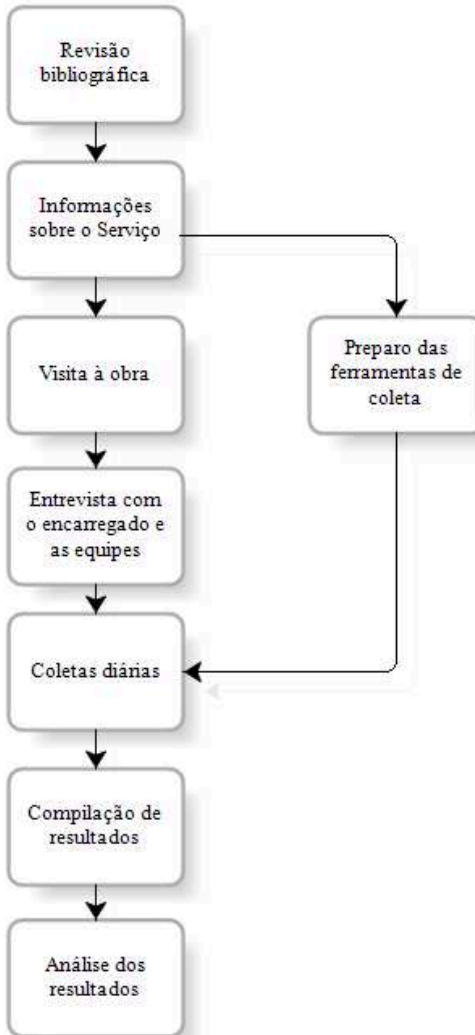 Revisão
bibliográfica
Informações
sobre o Serviço
Visita à obra
Preparo das
ferramentas de
coleta
Entrevista com
o encarregado e
as equipes
Coletas diárias
Compilação de
resultados
Análise dos
resultados